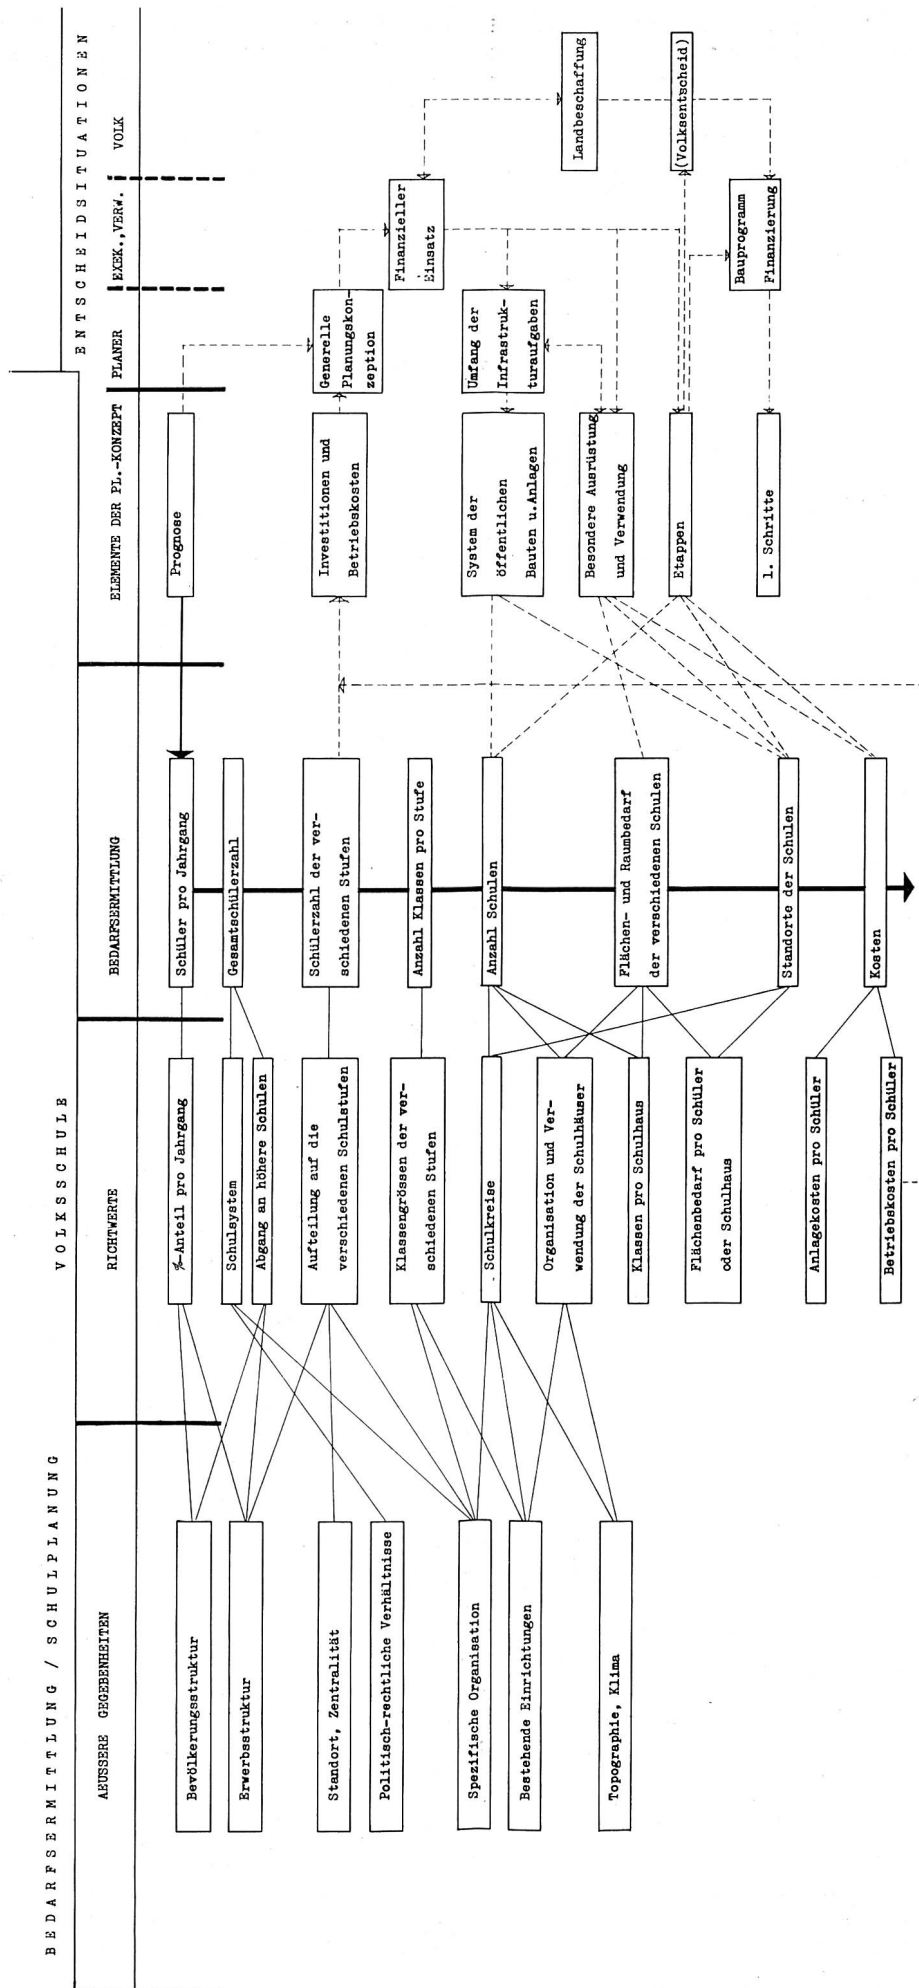 BEDARFSERMITTLUNG / SCHULPLANUNG
VOLKSSCHULE
ENTSCHEIDSITUATIONEN
AEUSSERE GEGEBENHEITEN
RICHTWERTE
BEDARFSERMITTLUNG
ELEMENTE DER PL.-KONZEPT
PLANER
EXEK.,VERW.
VOLK
Bevölkerungsstruktur
Erwerbsstruktur
Standort, Zentralität
Politisch-rechtliche Verhältnisse
Spezifische Organisation
Bestehende Einrichtungen
Topographie, Klima
%-Anteil pro Jahrgang
Schulsystem
Abgang an höhere Schulen
Aufteilung auf die
verschiedenen Schulstufen
Klassengrössen der ver-
schiedenen Stufen
Schulkreise
Organisation und Ver-
wendung der Schulhäuser
Klassen pro Schulhaus
Flächenbedarf pro Schüler
oder Schulhaus
Anlagekosten pro Schüler
Betriebskosten pro Schüler
Schüler pro Jahrgang
Gesamtschülerzahl
Schülerzahl der ver-
schiedenen Stufen
Anzahl Klassen pro Stufe
Anzahl Schulen
Flächen- und Raumbedarf
der verschiedenen Schulen
Standorte der Schulen
Kosten
Prognose
Investitionen und
Betriebskosten
System der
öffentlichen
Bauten u.Anlagen
Besondere Ausrüstung
und Verwendung
Etappen
1. Schritte
Generelle
Planungskon-
zeption
Umfang der
Infrastruk-
turaufgaben
Finanzieller
Einsatz
Bauprogramm
Finanzierung
Landbeschaffung
(Volksentscheid)